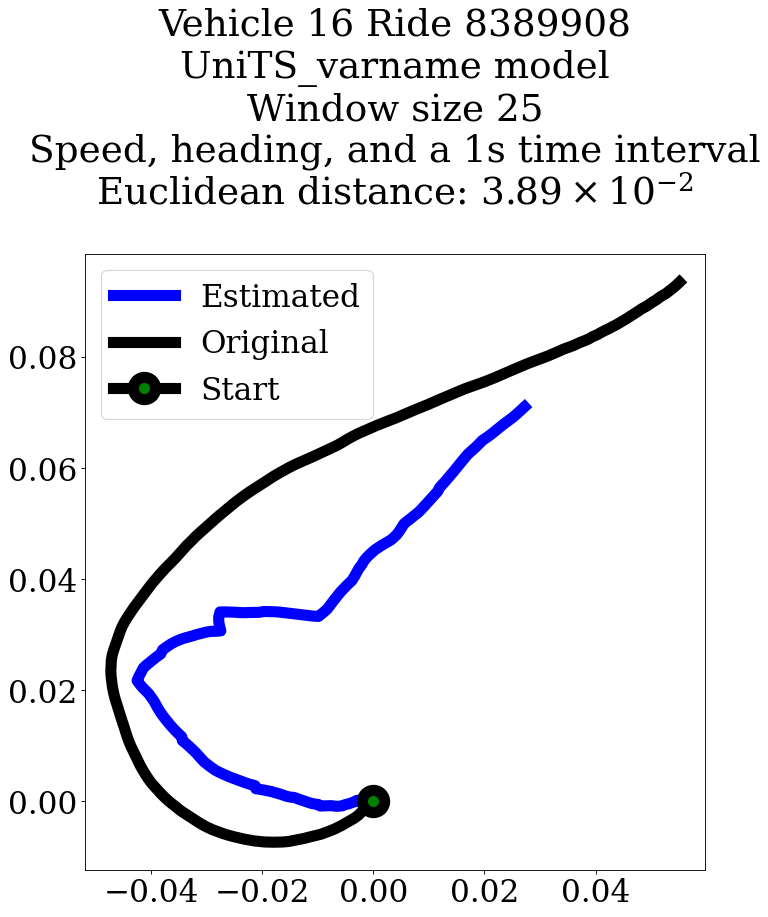 Vehicle 16 Ride 8389908
UniTS_varname model
Window size 25
Speed, heading, and a 1s time interval
Euclidean distance: 3.89 × 10⁻²
Estimated
Original
Start
0.08
0.06
0.04
0.02
0.00
−0.04 −0.02 0.00 0.02 0.04